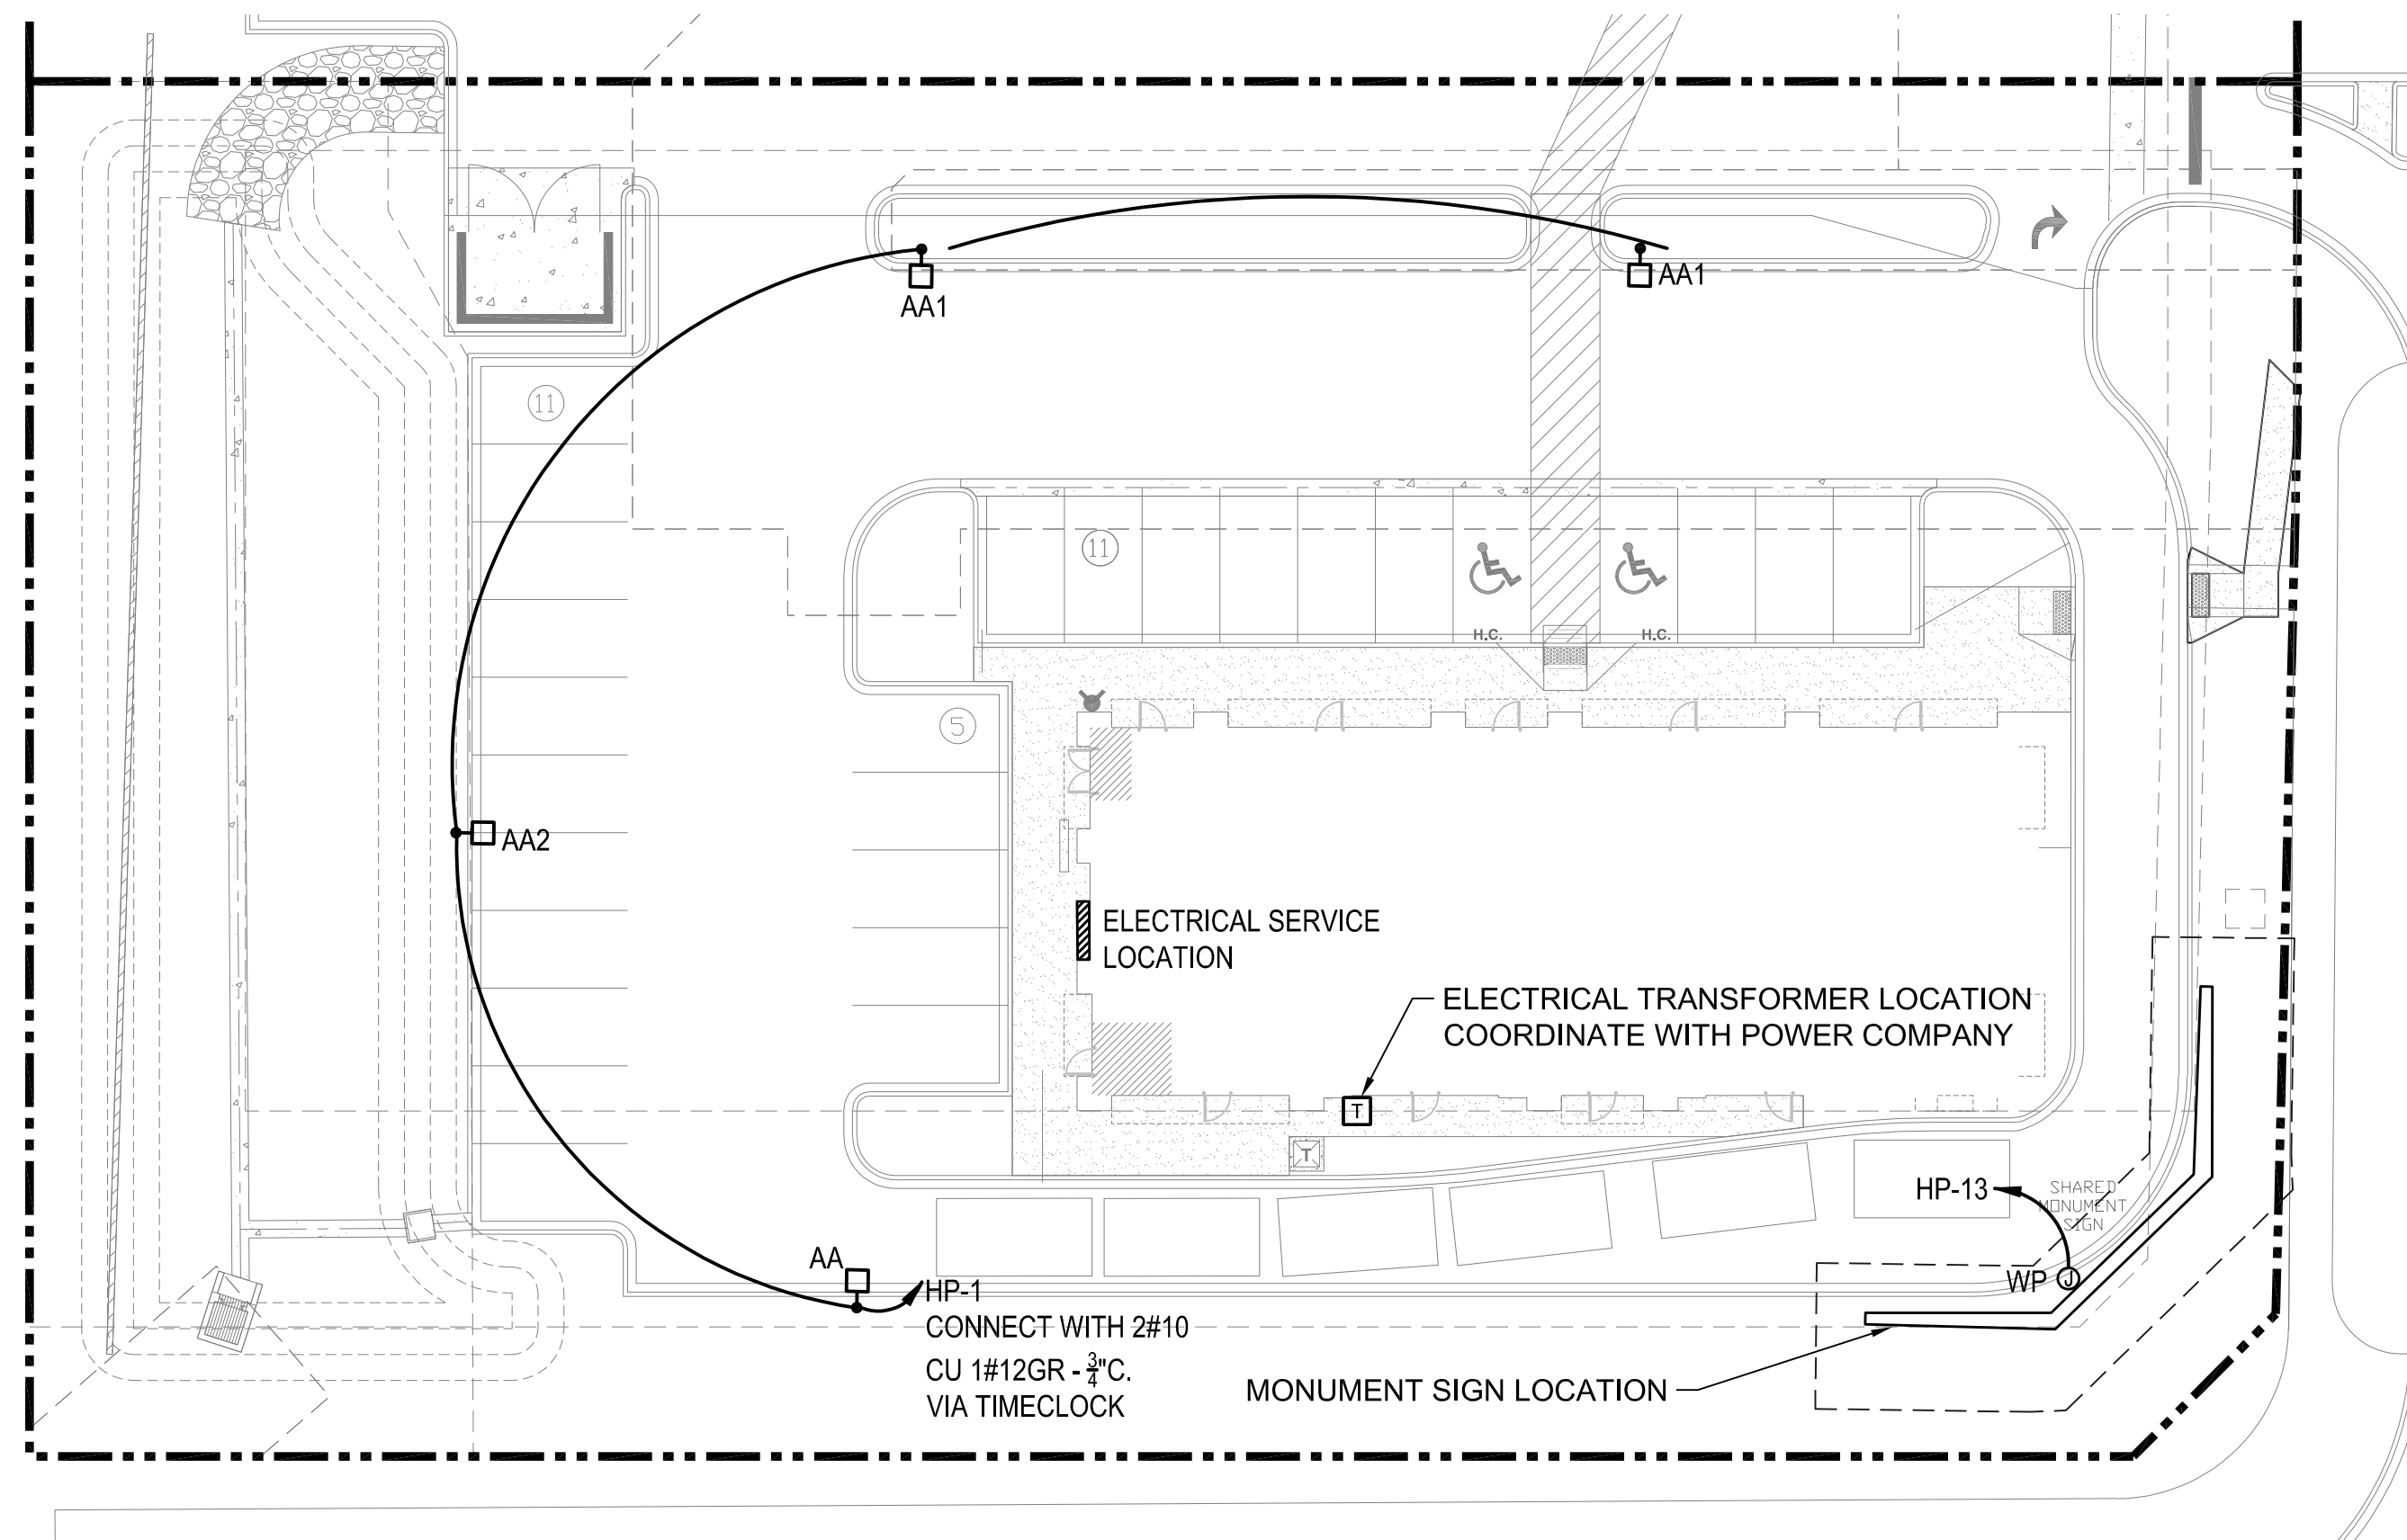 AA1
AA1
11
11
H.C.
H.C.
5
AA2
ELECTRICAL SERVICE
LOCATION
ELECTRICAL TRANSFORMER LOCATION
COORDINATE WITH POWER COMPANY
T
T
HP-13
SHARED
MONUMENT
SIGN
AA
WP
J
HP-1
CONNECT WITH 2#10
CU 1#12GR - 3/4"C.
VIA TIMECLOCK
MONUMENT SIGN LOCATION